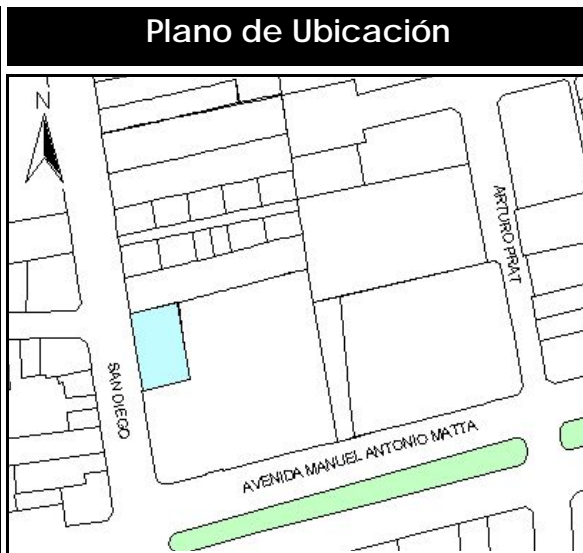 Plano de Ubicación
N
ARTURO PRAT
SAN DIEGO
AVENIDA MANUEL ANTONIO MATTA